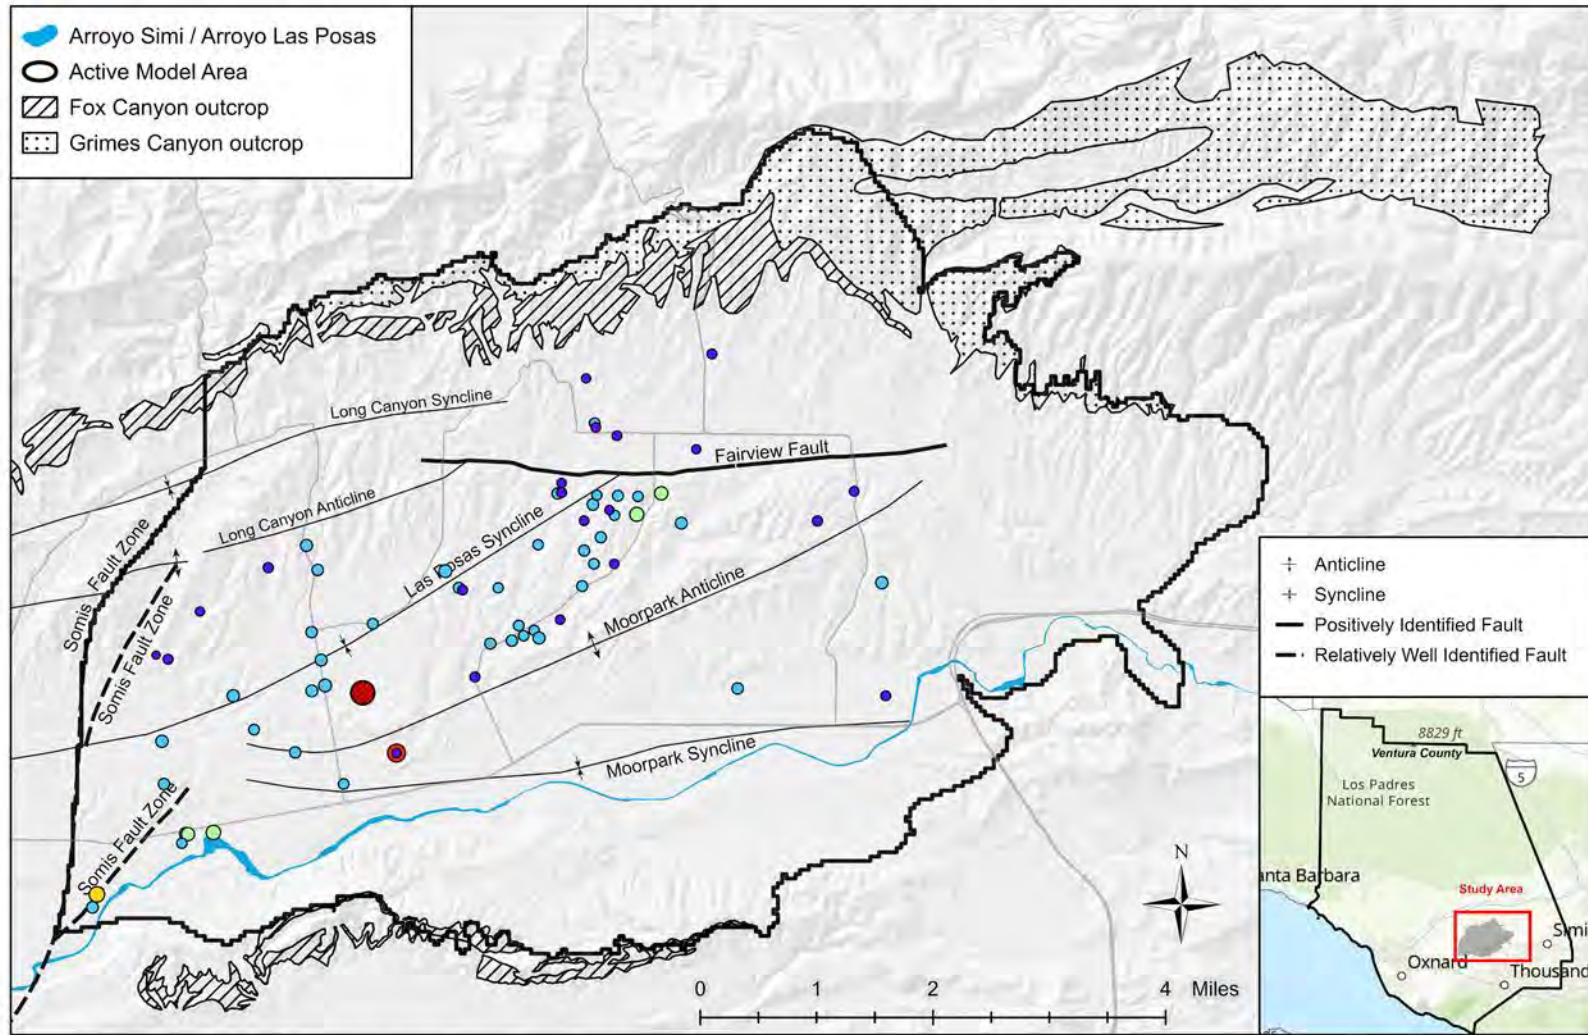 Arroyo Simi / Arroyo Las Posas
Active Model Area
Fox Canyon outcrop
Grimes Canyon outcrop
Long Canyon Syncline
Fairview Fault
Long Canyon Anticline
Las Posas Syncline
Somis Fault Zone
Somis Fault Zone
Moorpark Anticline
Moorpark Syncline
Somis Fault Zone
Anticline
Syncline
Positively Identified Fault
Relatively Well Identified Fault
N
0 1 2 4 Miles
8829 ft
Ventura County
5
Los Padres
National Forest
anta Barbara
Study Area
Simi
Oxnard
Thousand